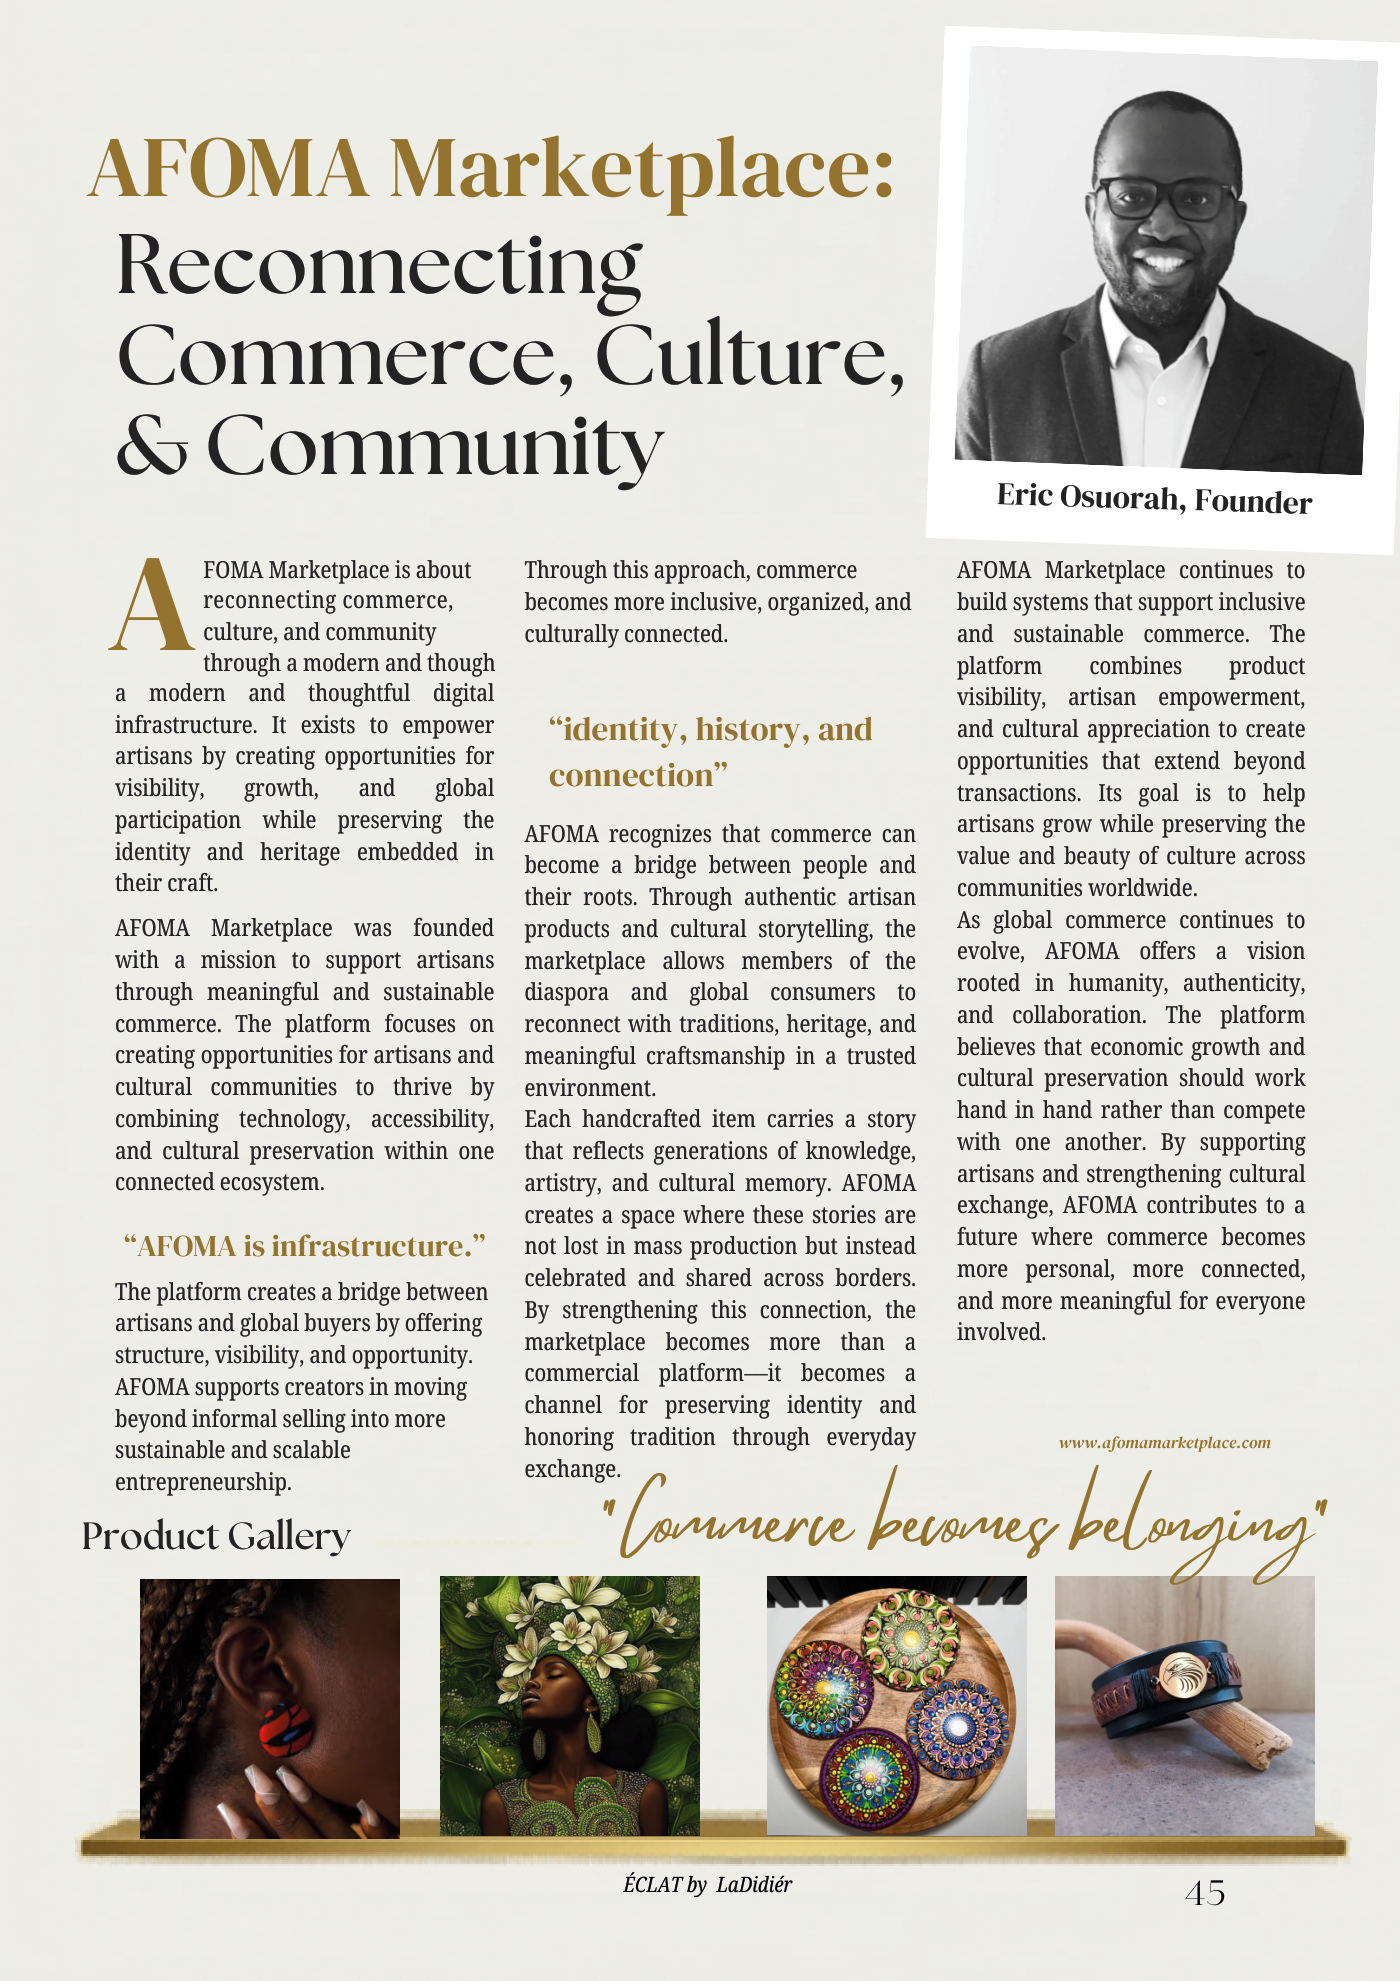 AFOMA Marketplace:
Reconnecting
Commerce, Culture,
& Community
Eric Osuorah, Founder
AFOMA Marketplace is about
reconnecting commerce,
culture, and community
through a modern and though
a modern and thoughtful digital
infrastructure. It exists to empower
artisans by creating opportunities for
visibility, growth, and global
participation while preserving the
identity and heritage embedded in
their craft.
AFOMA Marketplace was founded
with a mission to support artisans
through meaningful and sustainable
commerce. The platform focuses on
creating opportunities for artisans and
cultural communities to thrive by
combining technology, accessibility,
and cultural preservation within one
connected ecosystem.
“AFOMA is infrastructure.”
The platform creates a bridge between
artisans and global buyers by offering
structure, visibility, and opportunity.
AFOMA supports creators in moving
beyond informal selling into more
sustainable and scalable
entrepreneurship.
Through this approach, commerce
becomes more inclusive, organized, and
culturally connected.
“identity, history, and
connection”
AFOMA recognizes that commerce can
become a bridge between people and
their roots. Through authentic artisan
products and cultural storytelling, the
marketplace allows members of the
diaspora and global consumers to
reconnect with traditions, heritage, and
meaningful craftsmanship in a trusted
environment.
Each handcrafted item carries a story
that reflects generations of knowledge,
artistry, and cultural memory. AFOMA
creates a space where these stories are
not lost in mass production but instead
celebrated and shared across borders.
By strengthening this connection, the
marketplace becomes more than a
commercial platform—it becomes a
channel for preserving identity and
honoring tradition through everyday
exchange.
AFOMA Marketplace continues to
build systems that support inclusive
and sustainable commerce. The
platform combines product
visibility, artisan empowerment,
and cultural appreciation to create
opportunities that extend beyond
transactions. Its goal is to help
artisans grow while preserving the
value and beauty of culture across
communities worldwide.
As global commerce continues to
evolve, AFOMA offers a vision
rooted in humanity, authenticity,
and collaboration. The platform
believes that economic growth and
cultural preservation should work
hand in hand rather than compete
with one another. By supporting
artisans and strengthening cultural
exchange, AFOMA contributes to a
future where commerce becomes
more personal, more connected,
and more meaningful for everyone
involved.
www.afomamarketplace.com
"Commerce becomes belonging"
Product Gallery
ÉCLAT by LaDidiér
45